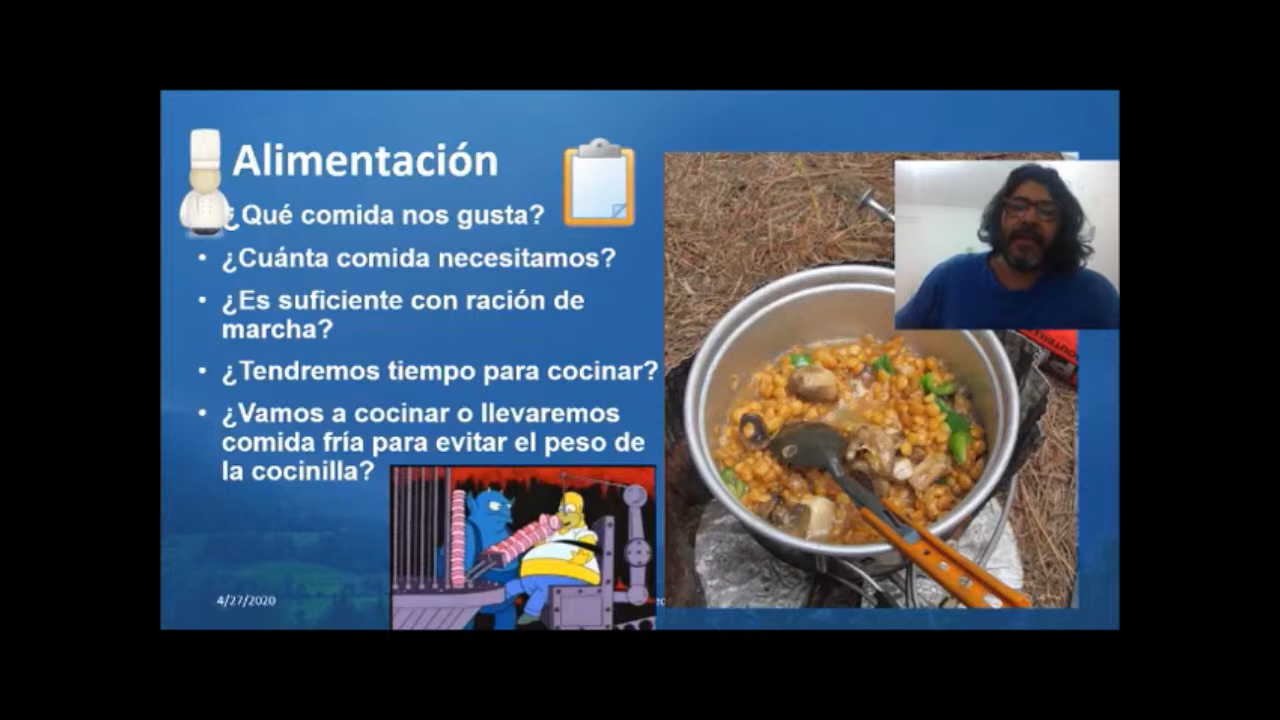 Alimentación
¿Qué comida nos gusta?
• ¿Cuánta comida necesitamos?
• ¿Es suficiente con ración de
marcha?
• ¿Tendremos tiempo para cocinar?
• ¿Vamos a cocinar o llevaremos
comida fría para evitar el peso de
la cocinilla?
4/27/2020